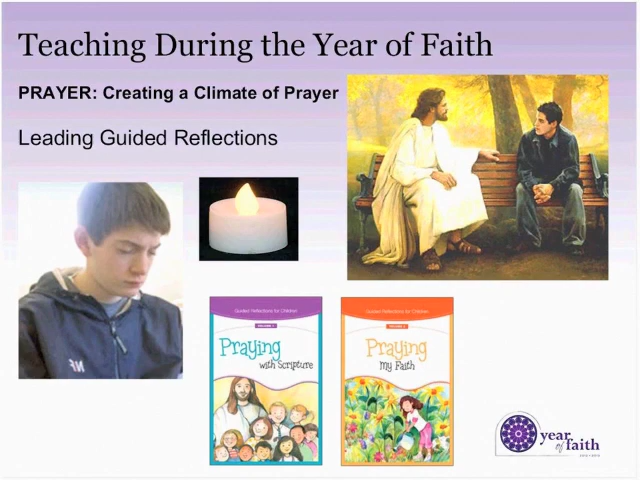 Teaching During the Year of Faith
PRAYER: Creating a Climate of Prayer
Leading Guided Reflections
Guided Reflections for Children
Praying
with Scripture
Guided Reflections for Children
Praying
My Faith
year
of faith